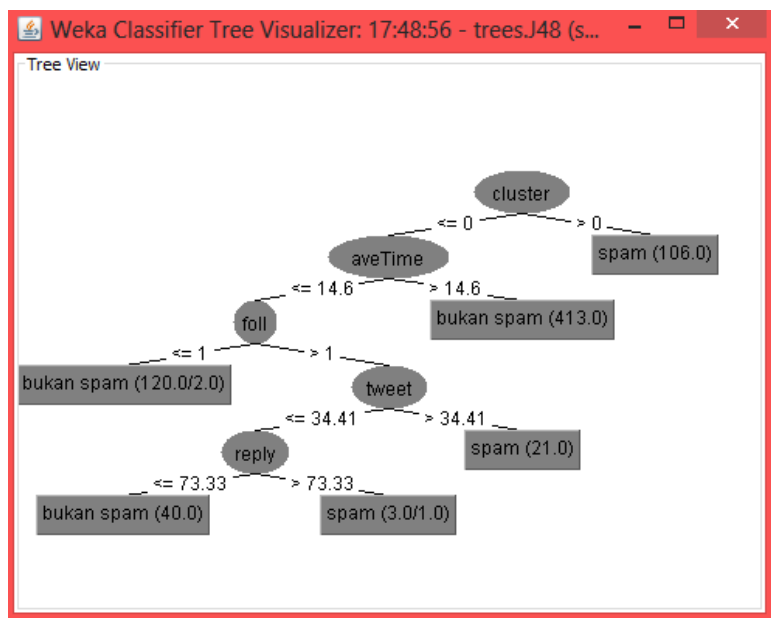 Weka Classifier Tree Visualizer: 17:48:56 - trees.J48 (s...
Tree View
cluster
<= 0
> 0
aveTime
spam (106.0)
<= 14.6
> 14.6
foll
bukan spam (413.0)
<= 1
> 1
bukan spam (120.0/2.0)
tweet
<= 34.41
> 34.41
reply
spam (21.0)
<= 73.33
> 73.33
bukan spam (40.0)
spam (3.0/1.0)